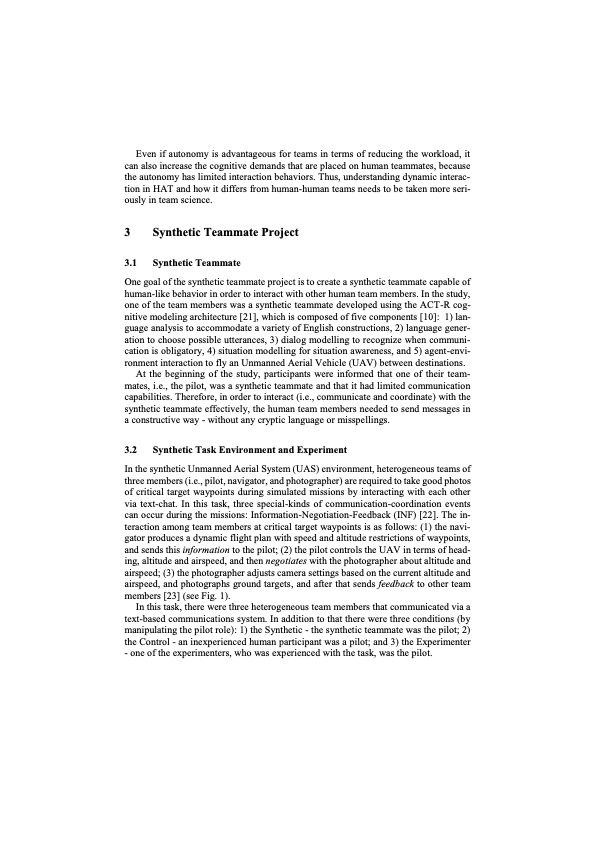 Even if autonomy is advantageous for teams in terms of reducing the workload, it
can also increase the cognitive demands that are placed on human teammates, because
the autonomy has limited interaction behaviors. Thus, understanding dynamic interac-
tion in HAT and how it differs from human-human teams needs to be taken more seri-
ously in team science.
3 Synthetic Teammate Project
3.1 Synthetic Teammate
One goal of the synthetic teammate project is to create a synthetic teammate capable of
human-like behavior in order to interact with other human team members. In the study,
one of the team members was a synthetic teammate developed using the ACT-R cog-
nitive modeling architecture [21], which is composed of five components [10]: 1) lan-
guage analysis to accommodate a variety of English constructions, 2) language gener-
ation to choose possible utterances, 3) dialog modelling to recognize when communi-
cation is obligatory, 4) situation modelling for situation awareness, and 5) agent-envi-
ronment interaction to fly an Unmanned Aerial Vehicle (UAV) between destinations.
At the beginning of the study, participants were informed that one of their team-
mates, i.e., the pilot, was a synthetic teammate and that it had limited communication
capabilities. Therefore, in order to interact (i.e., communicate and coordinate) with the
synthetic teammate effectively, the human team members needed to send messages in
a constructive way - without any cryptic language or misspellings.
3.2 Synthetic Task Environment and Experiment
In the synthetic Unmanned Aerial System (UAS) environment, heterogeneous teams of
three members (i.e., pilot, navigator, and photographer) are required to take good photos
of critical target waypoints during simulated missions by interacting with each other
via text-chat. In this task, three special-kinds of communication-coordination events
can occur during the missions: Information-Negotiation-Feedback (INF) [22]. The in-
teraction among team members at critical target waypoints is as follows: (1) the navi-
gator produces a dynamic flight plan with speed and altitude restrictions of waypoints,
and sends this information to the pilot; (2) the pilot controls the UAV in terms of head-
ing, altitude and airspeed, and then negotiates with the photographer about altitude and
airspeed; (3) the photographer adjusts camera settings based on the current altitude and
airspeed, and photographs ground targets, and after that sends feedback to other team
members [23] (see Fig. 1).
In this task, there were three heterogeneous team members that communicated via a
text-based communications system. In addition to that there were three conditions (by
manipulating the pilot role): 1) the Synthetic - the synthetic teammate was the pilot; 2)
the Control - an inexperienced human participant was a pilot; and 3) the Experimenter
- one of the experimenters, who was experienced with the task, was the pilot.